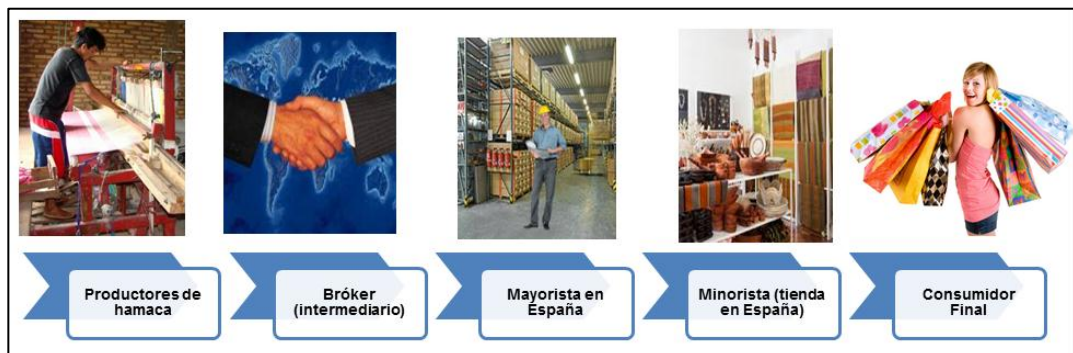 Productores de
hamaca
Bróker
(intermediario)
Mayorista en
España
Minorista (tienda
en España)
Consumidor
Final